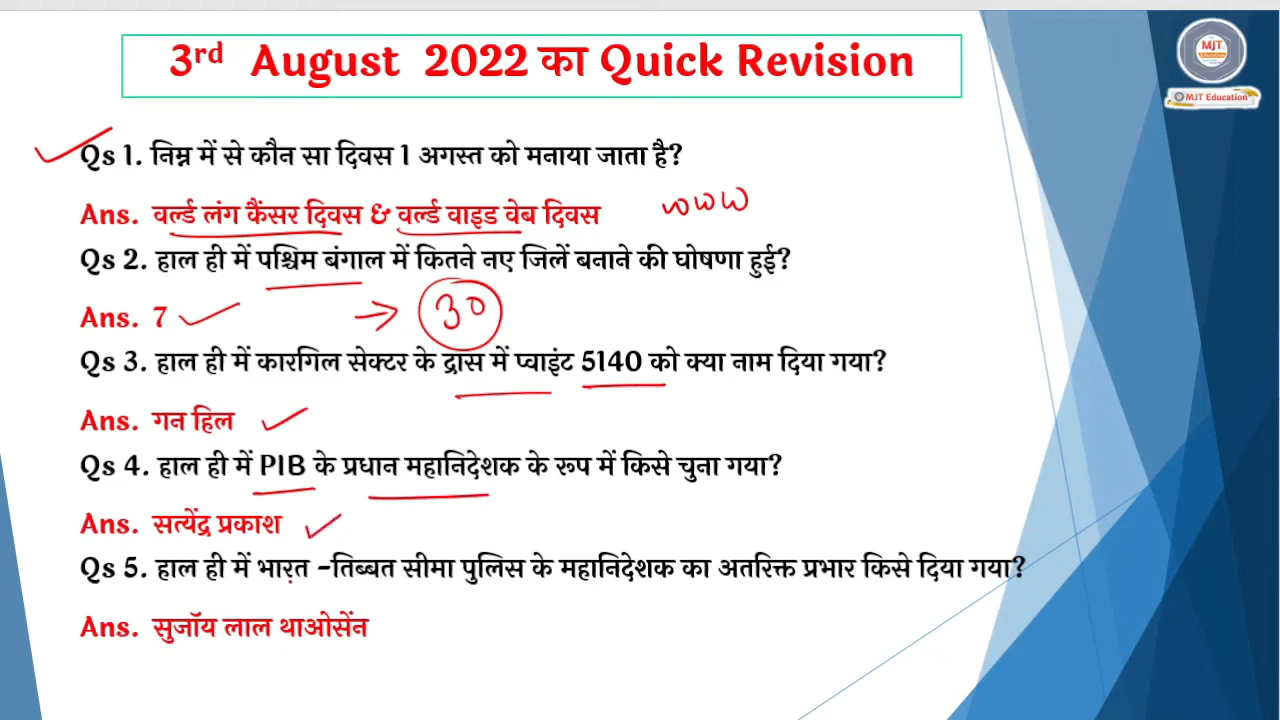 3rd August 2022 का Quick Revision
MJT
Education
MJT Education
Qs 1. निम्न में से कौन सा दिवस 1 अगस्त को मनाया जाता है?
Ans. वर्ल्ड लंग कैंसर दिवस & वर्ल्ड वाइड वेब दिवस
www
Qs 2. हाल ही में पश्चिम बंगाल में कितने नए जिलें बनाने की घोषणा हुई?
Ans. 7
→ 30
Qs 3. हाल ही में कारगिल सेक्टर के द्रास में प्वाइंट 5140 को क्या नाम दिया गया?
Ans. गन हिल
Qs 4. हाल ही में PIB के प्रधान महानिदेशक के रूप में किसे चुना गया?
Ans. सत्येंद्र प्रकाश
Qs 5. हाल ही में भारत -तिब्बत सीमा पुलिस के महानिदेशक का अतरिक्त प्रभार किसे दिया गया?
Ans. सुजॉय लाल थाओसेंन